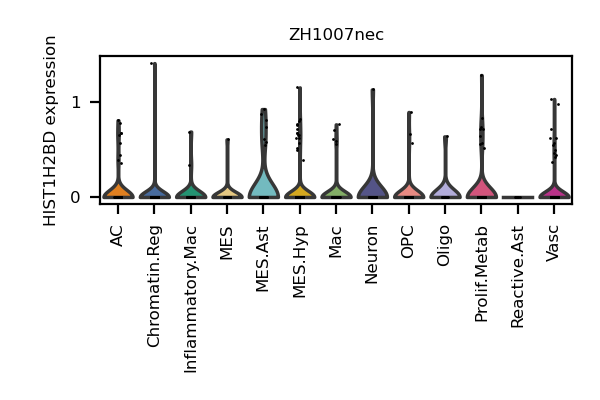 ZH1007nec
HIST1H2BD expression
1
0
AC
Chromatin.Reg
Inflammatory.Mac
MES
MES.Ast
MES.Hyp
Mac
Neuron
OPC
Oligo
Prolif.Metab
Reactive.Ast
Vasc